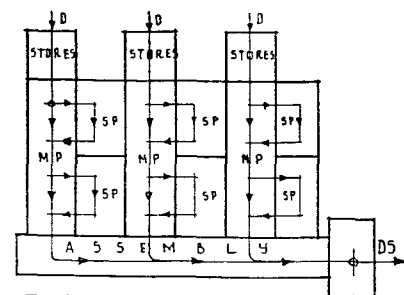 D D D
STORES STORES STORES
SP SP SP
MP MP MP
SP SP SP
ASSEMBLY DS